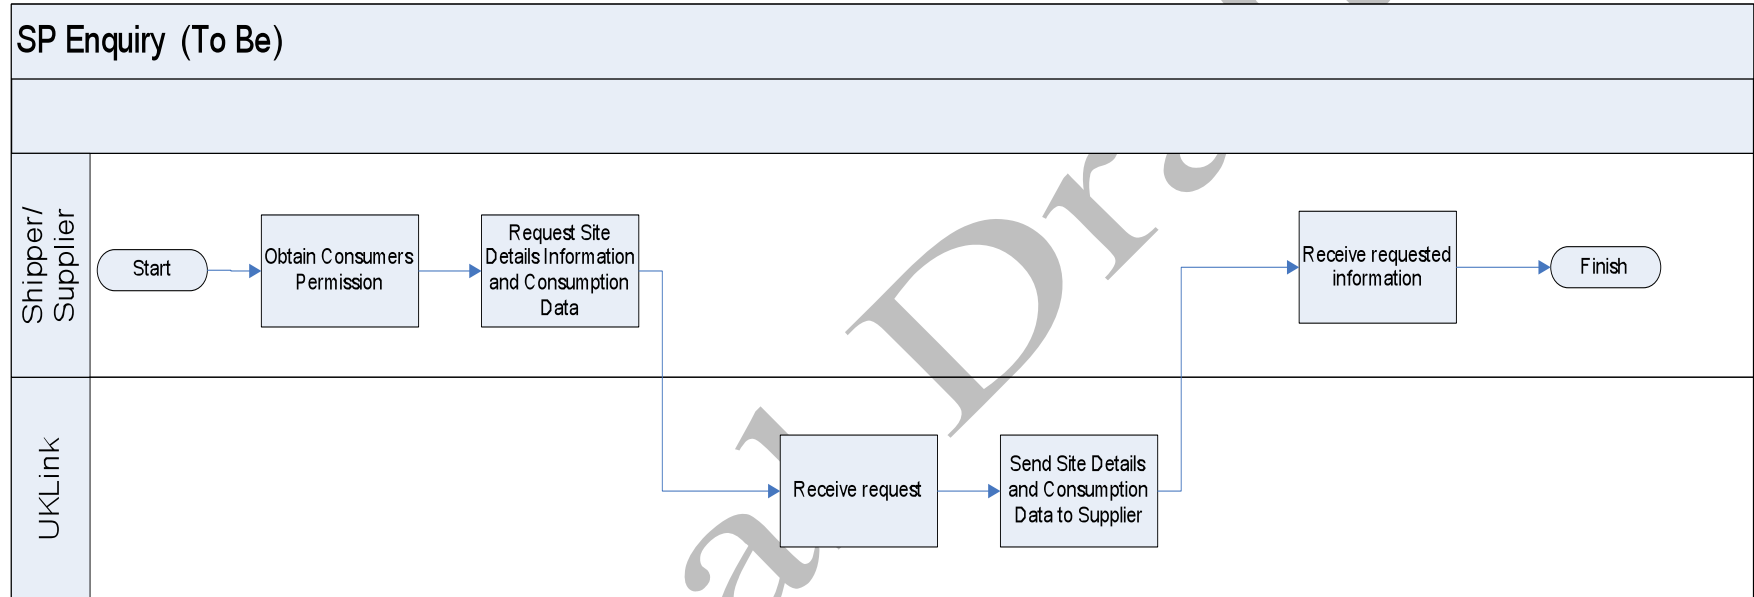 SP Enquiry (To Be)
Shipper/
Supplier
Start
Obtain Consumers
Permission
Request Site
Details Information
and Consumption
Data
Receive requested
information
Finish
UKLink
Receive request
Send Site Details
and Consumption
Data to Supplier